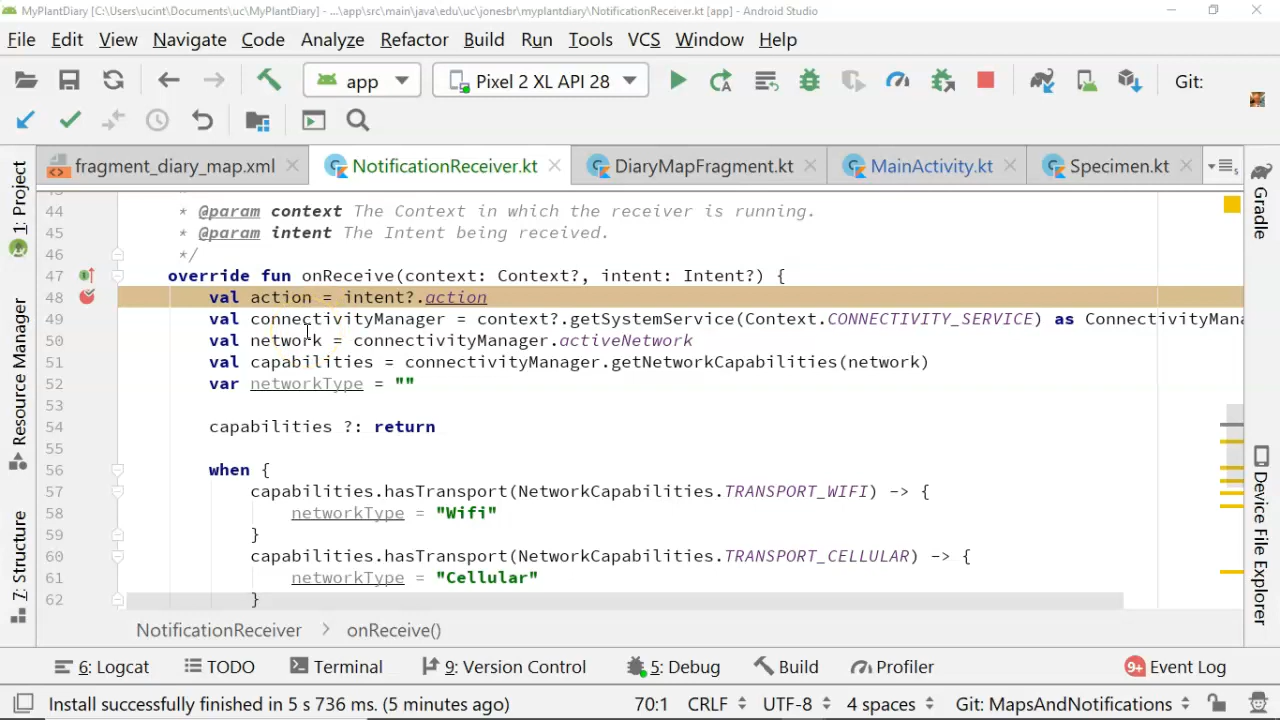 MyPlantDiary [C:\Users\ucint\Documents\uc\MyPlantDiary] - ...\app\src\main\java\edu\uc\jonesbr\myplantdiary\NotificationReceiver.kt [app] - Android Studio
File Edit View Navigate Code Analyze Refactor Build Run Tools VCS Window Help
app Pixel 2 XL API 28 Git:
fragment_diary_map.xml NotificationReceiver.kt DiaryMapFragment.kt MainActivity.kt Specimen.kt
1: Project
Resource Manager
7: Structure
Gradle
Device File Explorer
44 * @param context The Context in which the receiver is running.
45 * @param intent The Intent being received.
46 */
47 override fun onReceive(context: Context?, intent: Intent?) {
48 val action = intent?.action
49 val connectivityManager = context?.getSystemService(Context.CONNECTIVITY_SERVICE) as ConnectivityMana
50 val network = connectivityManager.activeNetwork
51 val capabilities = connectivityManager.getNetworkCapabilities(network)
52 var networkType = ""
53
54 capabilities ?: return
55
56 when {
57 capabilities.hasTransport(NetworkCapabilities.TRANSPORT_WIFI) -> {
58 networkType = "Wifi"
59 }
60 capabilities.hasTransport(NetworkCapabilities.TRANSPORT_CELLULAR) -> {
61 networkType = "Cellular"
62 }
NotificationReceiver > onReceive()
6: Logcat TODO Terminal 9: Version Control 5: Debug Build Profiler 9+ Event Log
Install successfully finished in 5 s 736 ms. (5 minutes ago) 70:1 CRLF UTF-8 4 spaces Git: MapsAndNotifications